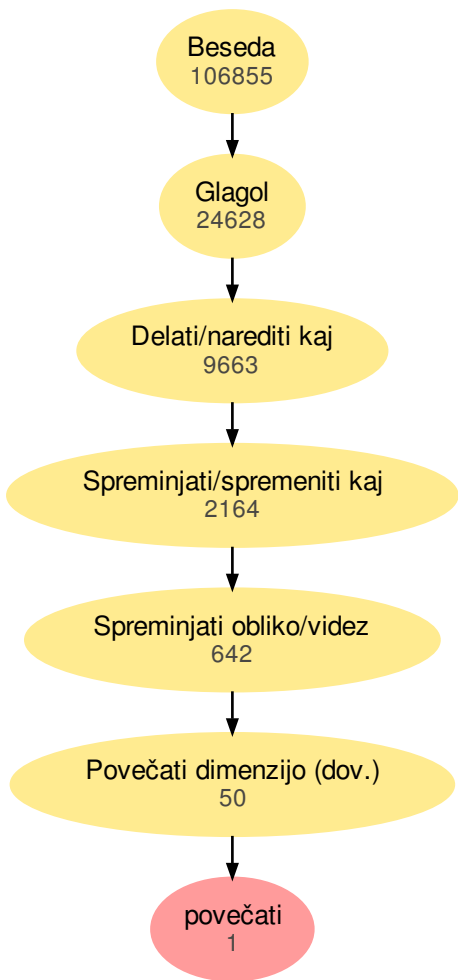 Beseda
106855
Glagol
24628
Delati/narediti kaj
9663
Spreminjati/spremeniti kaj
2164
Spreminjati obliko/videz
642
Povečati dimenzijo (dov.)
50
povečati
1